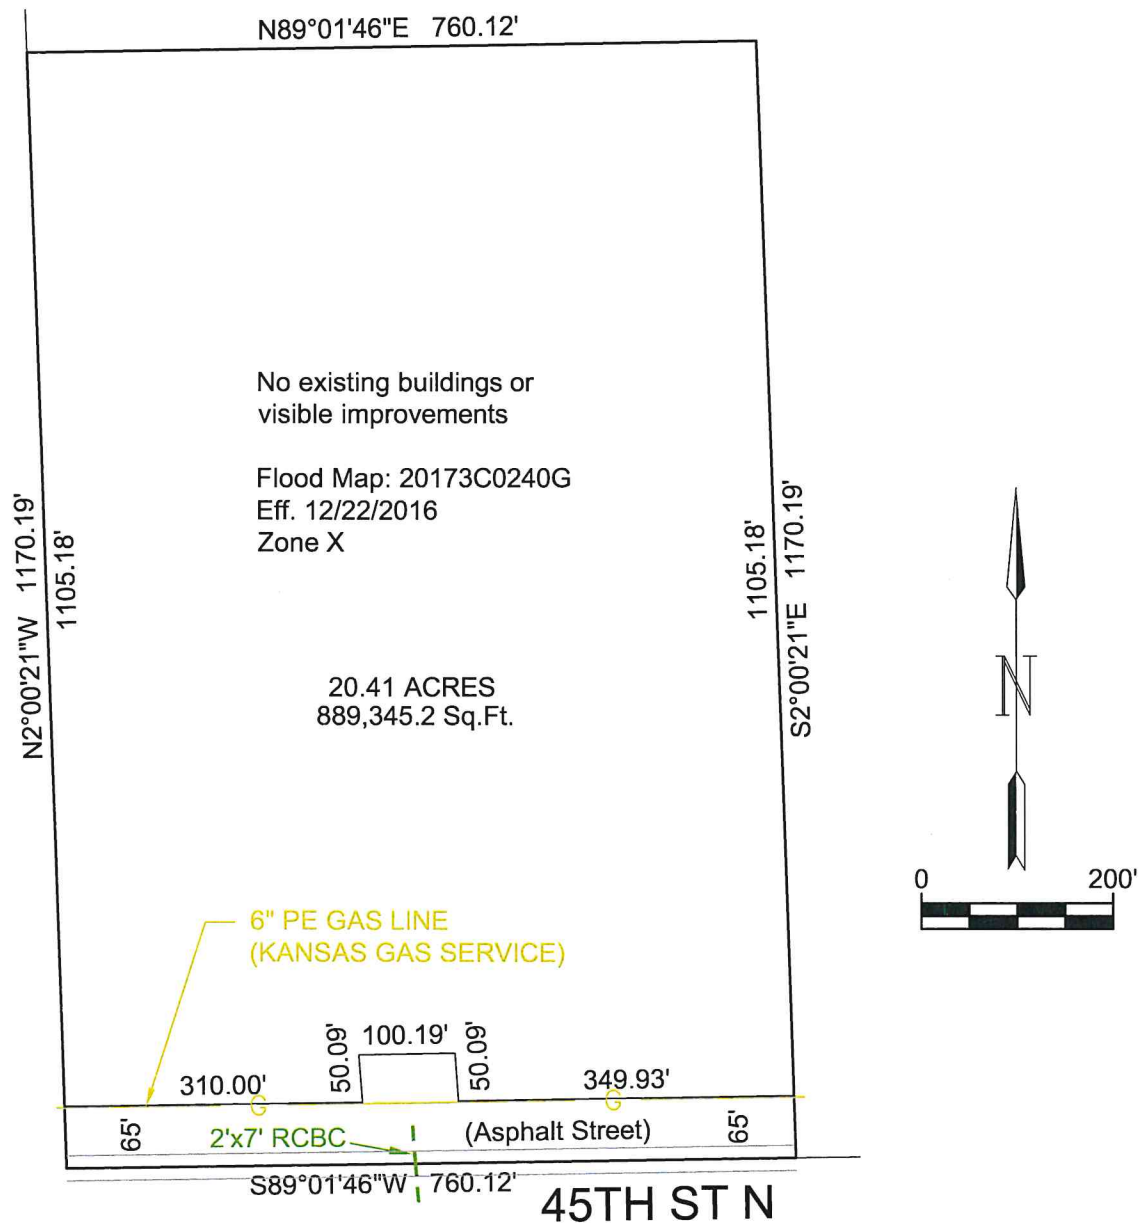 N89°01'46"E 760.12'
No existing buildings or
visible improvements
Flood Map: 20173C0240G
Eff. 12/22/2016
Zone X
N2°00'21"W 1170.19'
1105.18'
1105.18'
S2°00'21"E 1170.19'
20.41 ACRES
889,345.2 Sq.Ft.
N
0 200'
6" PE GAS LINE
(KANSAS GAS SERVICE)
50.09'
100.19'
50.09'
310.00'
349.93'
G
G
65'
2'x7' RCBC
(Asphalt Street)
65'
S89°01'46"W 760.12'
45TH ST N